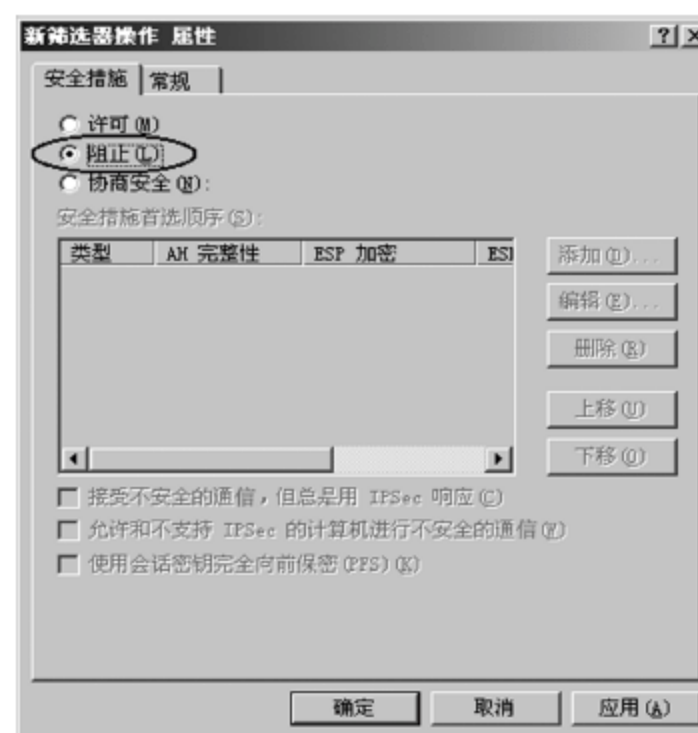 新筛选器操作 属性
安全措施 常规
许可(M)
阻止(L)
协商安全(N):
安全措施首选顺序(S):
类型 AH 完整性 ESP 加密 ESI
添加(D)...
编辑(E)...
删除(R)
上移(U)
下移(O)
接受不安全的通信，但总是用 IPSec 响应(C)
允许和不支持 IPSec 的计算机进行不安全的通信(W)
使用会话密钥完全向前保密(PFS)(K)
确定 取消 应用(A)